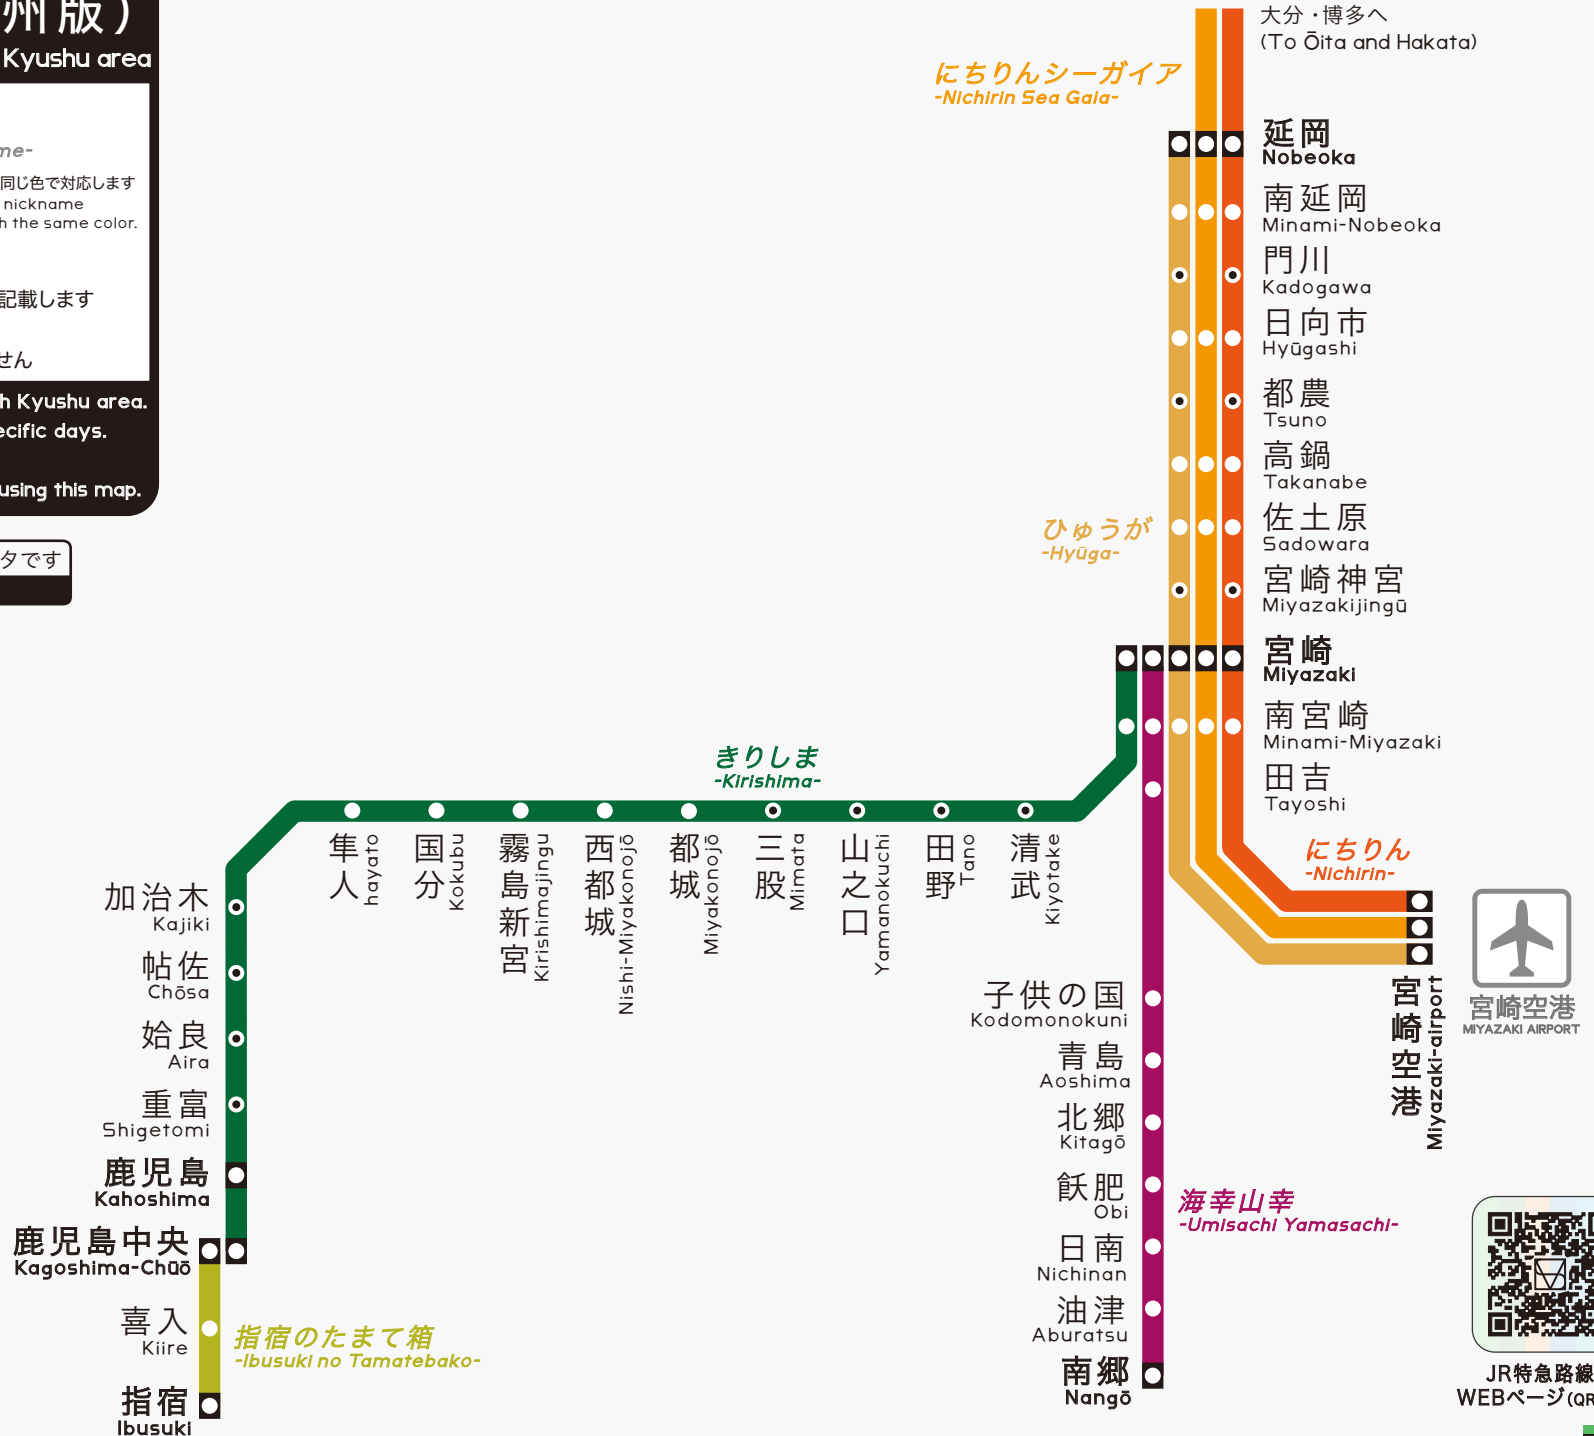 州版）
Kyushu area
me-
同じ色で対応します
nickname
h the same color.
記載します
せん
h Kyushu area.
ecific days.
using this map.
タです
大分・博多へ
(To Ōita and Hakata)
にちりんシーガイア
-Nichirin Sea Gaia-
延岡
Nobeoka
南延岡
Minami-Nobeoka
門川
Kadogawa
日向市
Hyūgashi
都農
Tsuno
高鍋
Takanabe
ひゅうが
-Hyūga-
佐土原
Sadowara
宮崎神宮
Miyazakijingū
宮崎
Miyazaki
南宮崎
Minami-Miyazaki
田吉
Tayoshi
にちりん
-Nichirin-
宮崎空港
Miyazaki-airport
宮崎空港
MIYAZAKI AIRPORT
きりしま
-Kirishima-
隼人
hayato
国分
Kokubu
霧島新宮
Kirishimajingu
西都城
Nishi-Miyakonojō
都城
Miyakonojō
三股
Mimata
山之口
Yamanokuchi
田野
Tano
清武
Kiyotake
加治木
Kajiki
帖佐
Chōsa
姶良
Aira
重富
Shigetomi
鹿児島
Kahoshima
鹿児島中央
Kagoshima-Chūō
喜入
Kiire
指宿のたまて箱
-Ibusuki no Tamatebako-
指宿
Ibusuki
子供の国
Kodomonokuni
青島
Aoshima
北郷
Kitagō
飫肥
Obi
海幸山幸
-Umisachi Yamasachi-
日南
Nichinan
油津
Aburatsu
南郷
Nangō
JR特急路線
WEBページ(QR